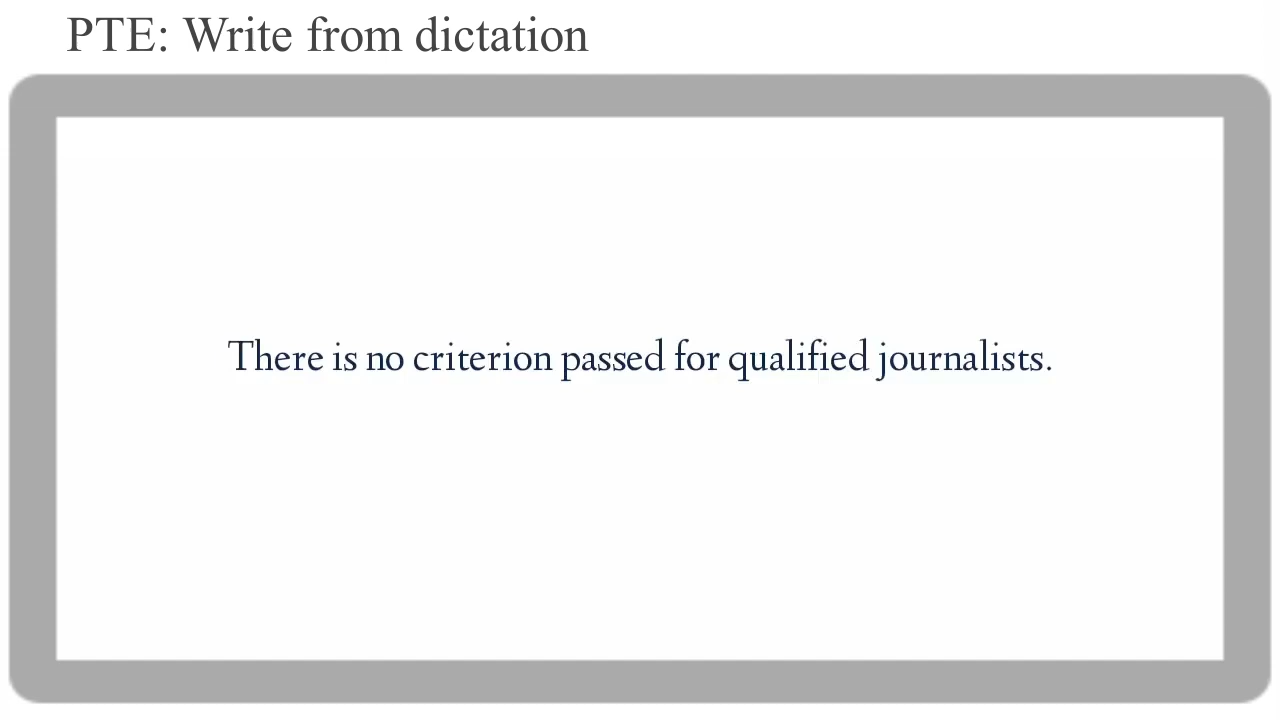 PTE: Write from dictation
There is no criterion passed for qualified journalists.